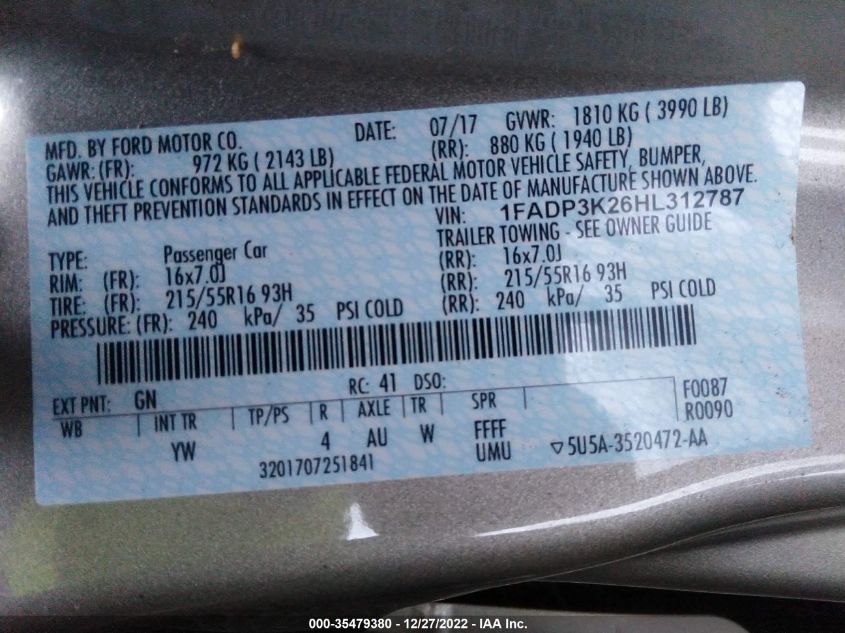 MFD. BY FORD MOTOR CO. DATE: 07/17 GVWR: 1810 KG ( 3990 LB)
GAWR: (FR): 972 KG ( 2143 LB) (RR): 880 KG ( 1940 LB)
THIS VEHICLE CONFORMS TO ALL APPLICABLE FEDERAL MOTOR VEHICLE SAFETY, BUMPER,
AND THEFT PREVENTION STANDARDS IN EFFECT ON THE DATE OF MANUFACTURE SHOWN ABOVE.
VIN: 1FADP3K26HL312787
TYPE: Passenger Car TRAILER TOWING - SEE OWNER GUIDE
RIM: (FR): 16x7.0J (RR): 16x7.0J
TIRE: (FR): 215/55R16 93H (RR): 215/55R16 93H
PRESSURE: (FR): 240 kPa/ 35 PSI COLD (RR): 240 kPa/ 35 PSI COLD
EXT PNT: GN RC: 41 DSO: F0087
WB INT TR TP/PS R AXLE TR SPR R0090
YW 4 AU W FFFF
3201707251841 UMU ▽5U5A-3520472-AA
000-35479380 - 12/27/2022 - IAA Inc.